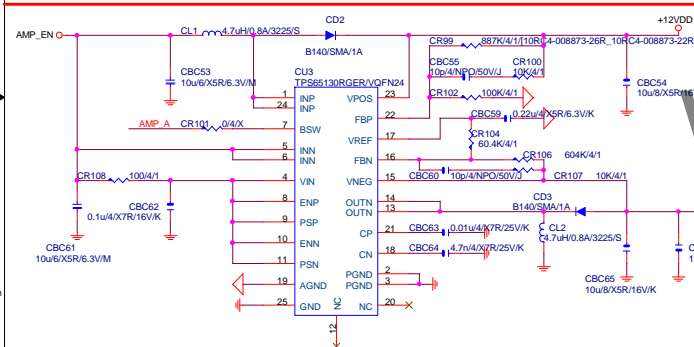 CD2
+12VDD
AMP_EN
CL1
4.7uH/0.8A/3225/S
CR99
887K/4/1/[10RC4-008873-26R_10RC4-008873-22R
B140/SMA/1A
CBC53
10u/6/X5R/6.3V/M
CU3
TPS65130RGER/VQFN24
CBC55
10p/4/NPO/50V/J
CR100
10K/4/1
CBC54
10u/8/X5R/16
CR102
100K/4/1
1
INP
VPOS
23
24
INP
FBP
22
CBC59
0.22u/4/X5R/6.3V/K
AMP_A
CR101
0/4/X
7
BSW
VREF
17
CR104
60.4K/4/1
5
INN
6
INN
FBN
16
CR106
604K/4/1
CBC60
10p/4/NPO/50V/J
CR108
100/4/1
4
VIN
VNEG
15
CR107
10K/4/1
8
ENP
OUTN
14
CD3
CBC62
0.1u/4/X7R/16V/K
9
PSP
OUTN
13
B140/SMA/1A
10
ENN
CP
21
CBC63
0.01u/4/X7R/25V/K
CL2
4.7uH/0.8A/3225/S
CBC61
10u/6/X5R/6.3V/M
11
PSN
CN
18
CBC64
4.7n/4/X7R/25V/K
PGND
2
19
AGND
PGND
3
CBC65
10u/8/X5R/16V/K
C
1
25
GND
NC
NC
20
12